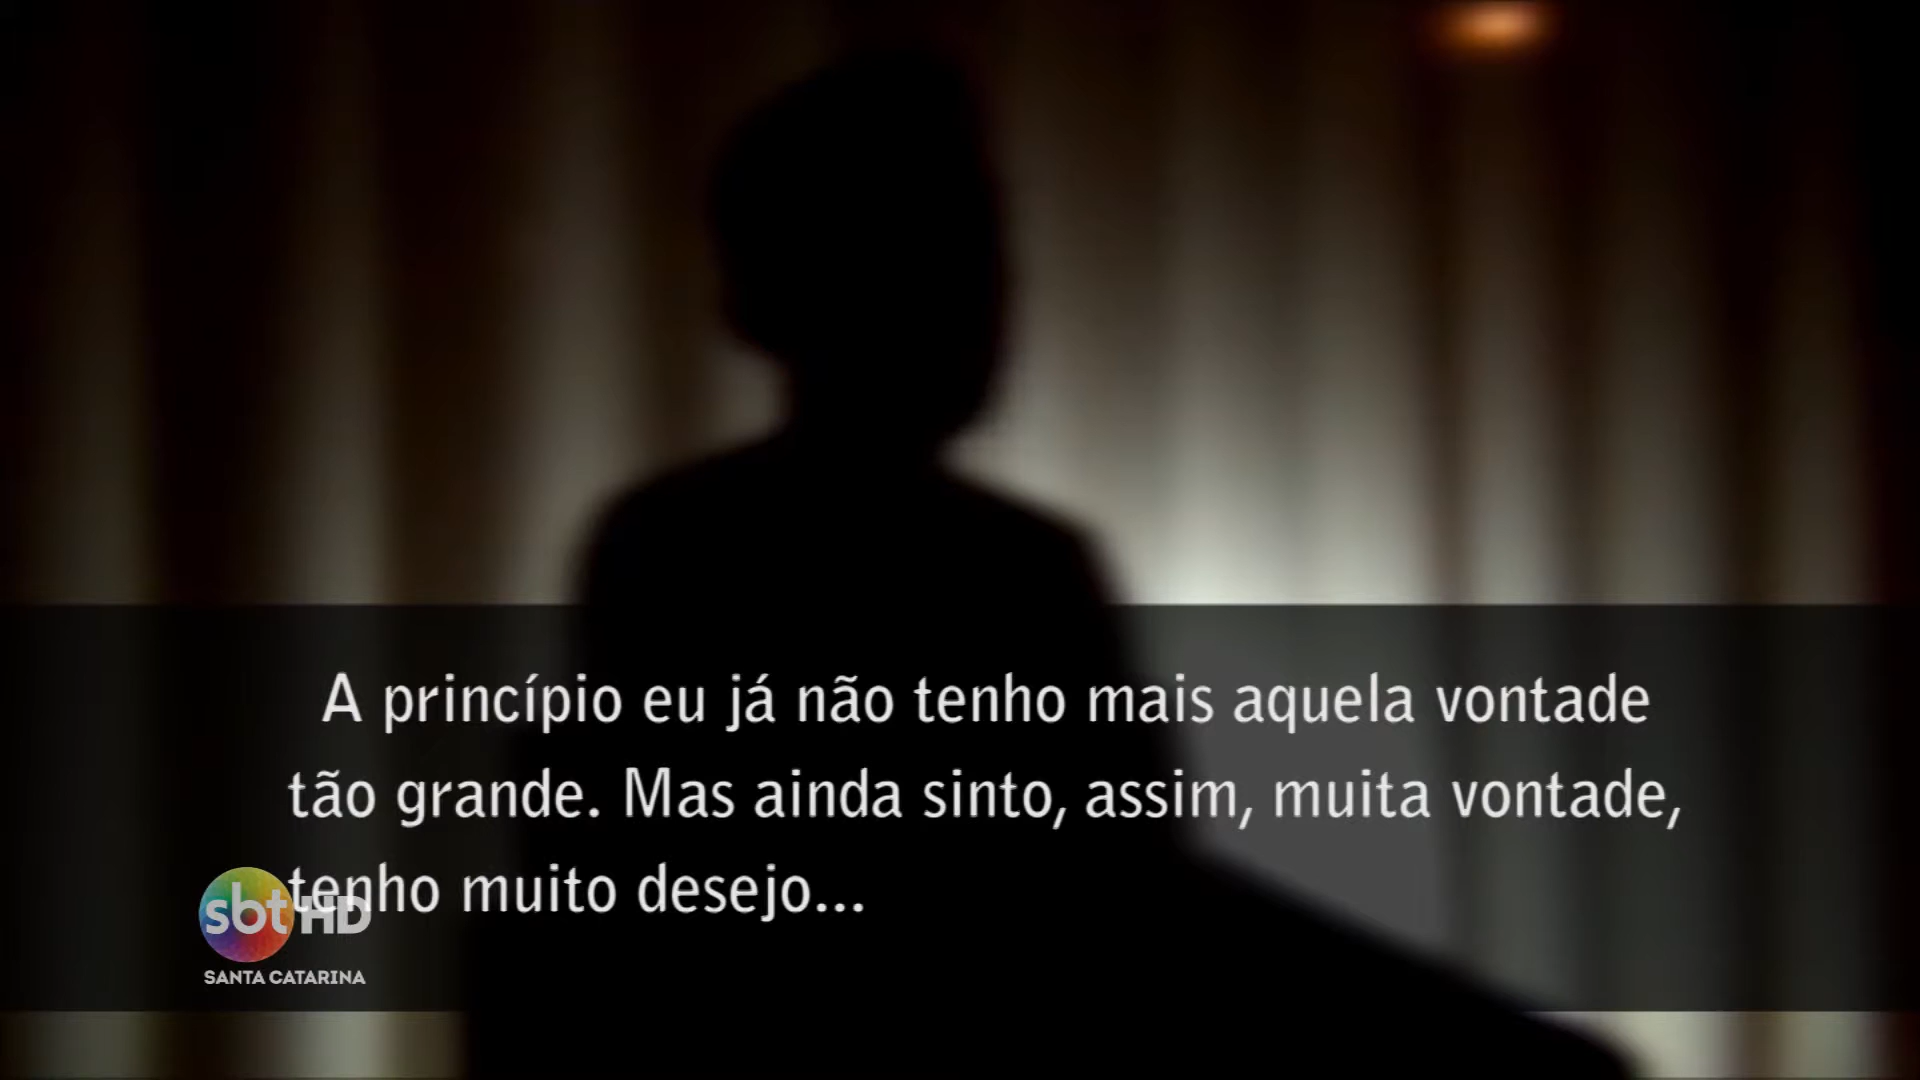 A princípio eu já não tenho mais aquela vontade
tão grande. Mas ainda sinto, assim, muita vontade,
tenho muito desejo...
sbt HD
SANTA CATARINA